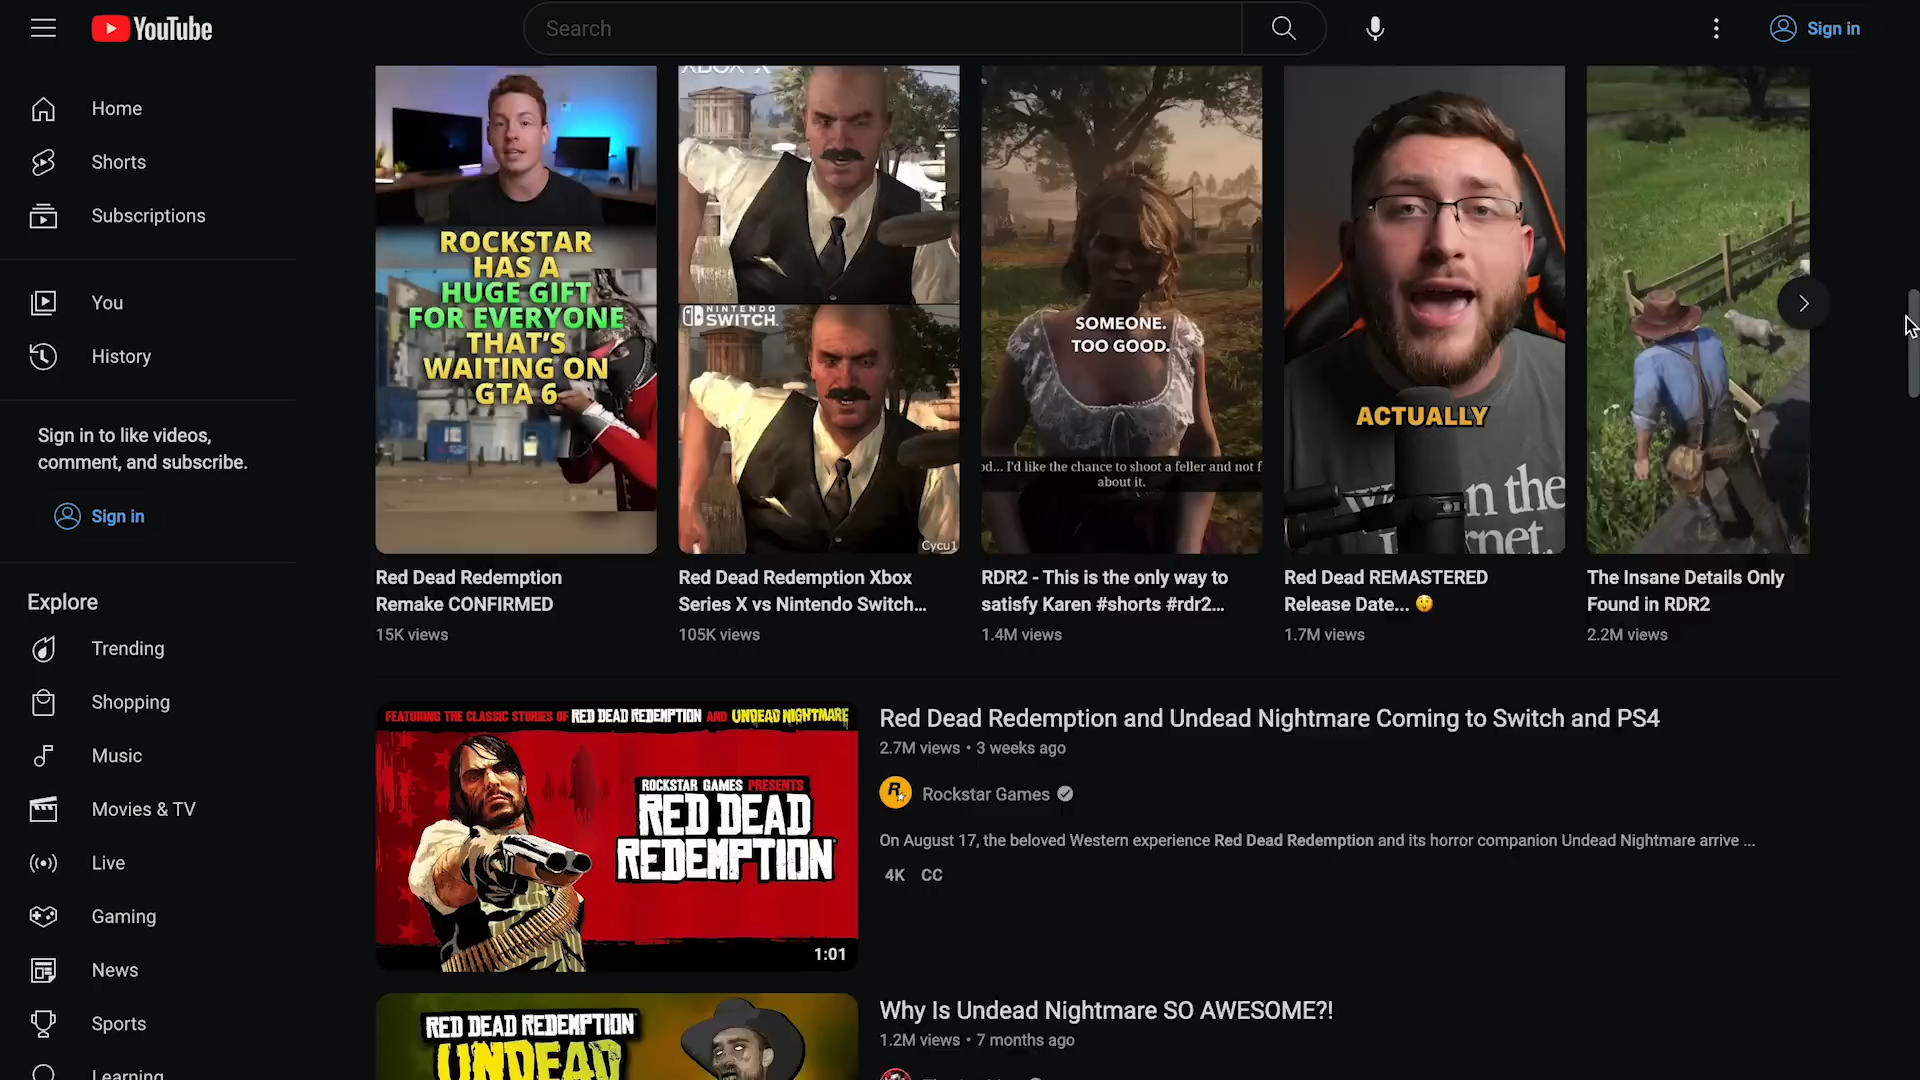 YouTube
Search
Sign in
Home
Shorts
Subscriptions
You
History
Sign in to like videos,
comment, and subscribe.
Sign in
Explore
Trending
Shopping
Music
Movies & TV
Live
Gaming
News
Sports
Learning
ROCKSTAR
HAS A
HUGE GIFT
FOR EVERYONE
THAT'S
WAITING ON
GTA 6
Red Dead Redemption
Remake CONFIRMED
15K views
XBOX X
NINTENDO
SWITCH.
Cycu1
Red Dead Redemption Xbox
Series X vs Nintendo Switch...
105K views
SOMEONE.
TOO GOOD.
od... I'd like the chance to shoot a feller and not f
about it.
RDR2 - This is the only way to
satisfy Karen #shorts #rdr2...
1.4M views
ACTUALLY
n the
Red Dead REMASTERED
Release Date... 😲
1.7M views
The Insane Details Only
Found in RDR2
2.2M views
FEATURING THE CLASSIC STORIES OF RED DEAD REDEMPTION AND UNDEAD NIGHTMARE
ROCKSTAR GAMES PRESENTS
RED DEAD
REDEMPTION
1:01
Red Dead Redemption and Undead Nightmare Coming to Switch and PS4
2.7M views • 3 weeks ago
R
Rockstar Games
On August 17, the beloved Western experience Red Dead Redemption and its horror companion Undead Nightmare arrive ...
4K CC
RED DEAD REDEMPTION
UNDEAD
Why Is Undead Nightmare SO AWESOME?!
1.2M views • 7 months ago